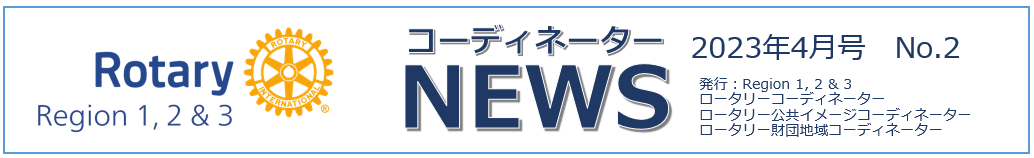 Rotary
Region 1, 2 & 3
ROTARY
INTERNATIONAL
®
コーディネーター
NEWS
2023年4月号 No.2
発行：Region 1, 2 & 3
ロータリーコーディネーター
ロータリー公共イメージコーディネーター
ロータリー財団地域コーディネーター